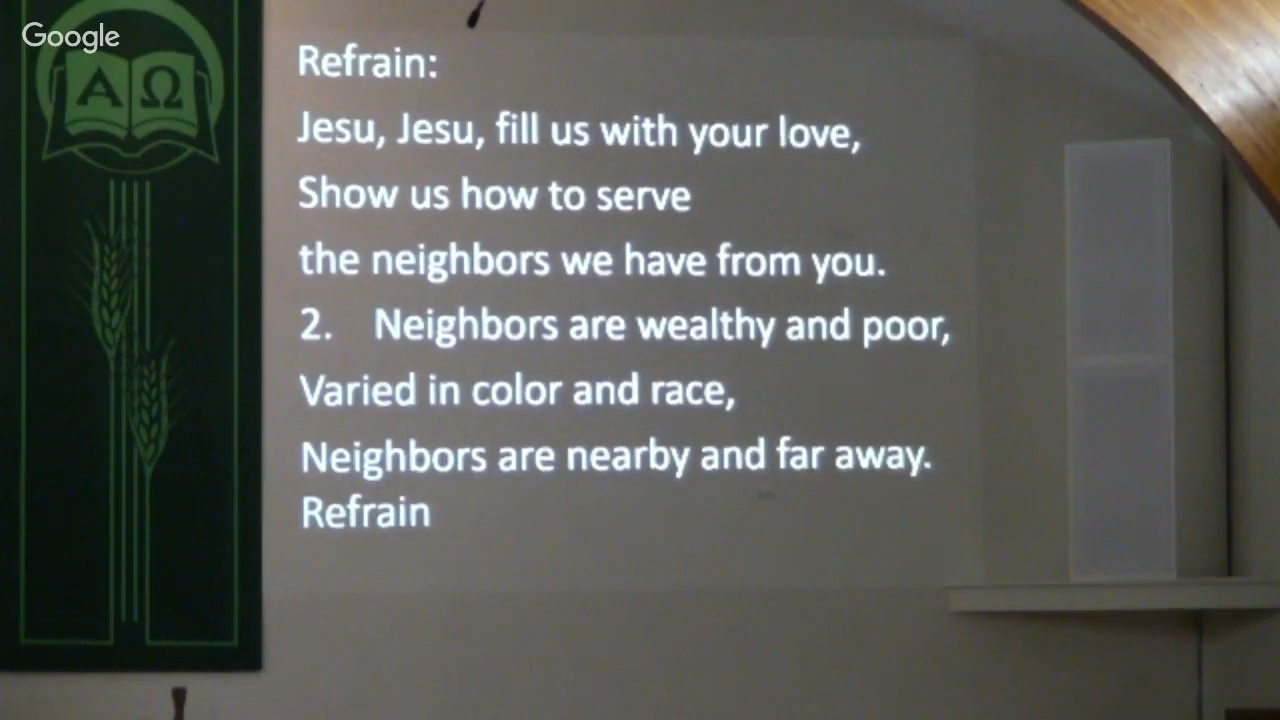 Google
Α Ω
Refrain:
Jesu, Jesu, fill us with your love,
Show us how to serve
the neighbors we have from you.
2. Neighbors are wealthy and poor,
Varied in color and race,
Neighbors are nearby and far away.
Refrain